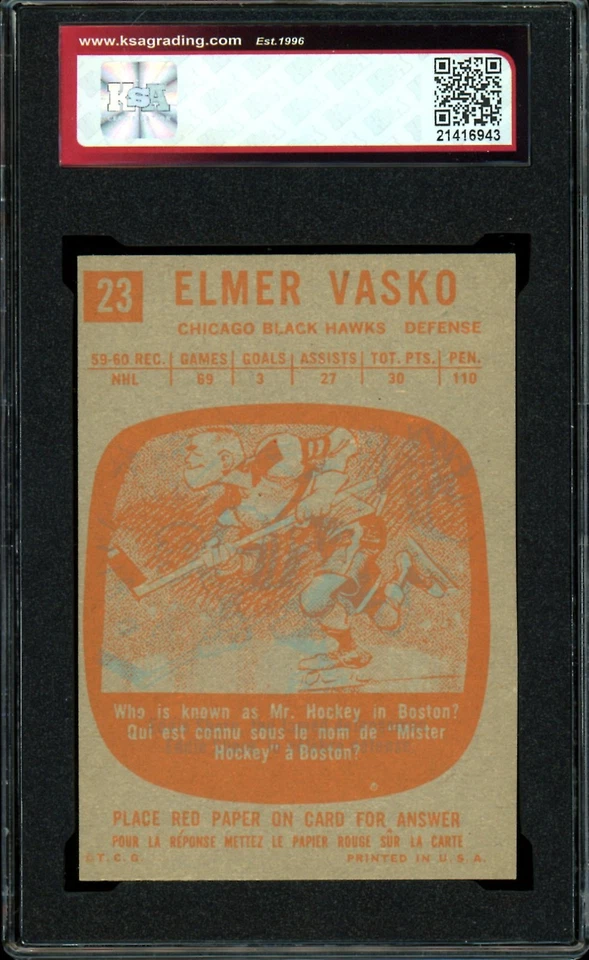 www.ksagrading.com Est.1996
KSA
21416943
23 ELMER VASKO
CHICAGO BLACK HAWKS DEFENSE
59-60 REC. GAMES GOALS ASSISTS TOT. PTS. PEN.
NHL 69 3 27 30 110
Who is known as Mr. Hockey in Boston?
Qui est connu sous le nom de "Mister
Hockey" à Boston?
PLACE RED PAPER ON CARD FOR ANSWER
POUR LA RÉPONSE METTEZ LE PAPIER ROUGE SUR LA CARTE
©T.C.G PRINTED IN U.S.A.